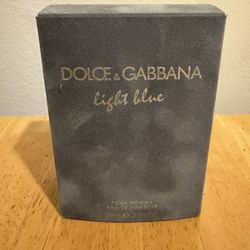 DOLCE & GABBANA
light blue
POUR HOMME
EAU DE TOILETTE